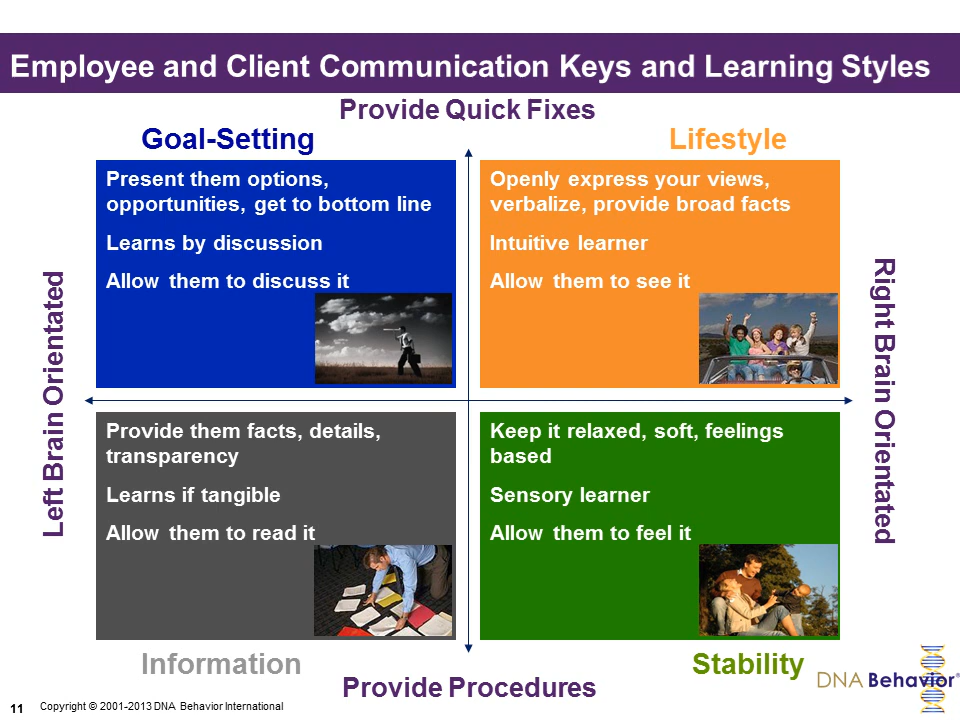 Employee and Client Communication Keys and Learning Styles
Provide Quick Fixes
Goal-Setting
Lifestyle
Present them options,
opportunities, get to bottom line
Learns by discussion
Allow them to discuss it
Openly express your views,
verbalize, provide broad facts
Intuitive learner
Allow them to see it
Left Brain Orientated
Right Brain Orientated
Provide them facts, details,
transparency
Learns if tangible
Allow them to read it
Keep it relaxed, soft, feelings
based
Sensory learner
Allow them to feel it
Information
Stability
Provide Procedures
DNA Behavior®
11
Copyright © 2001-2013 DNA Behavior International